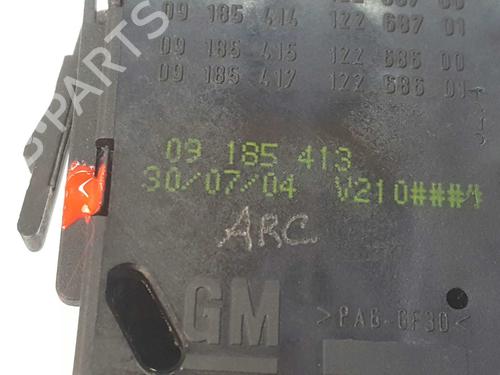 09 185 414 122 687 01
09 185 415 122 686 00
09 185 417 122 686 01
09 185 413
30/07/04 V210###
ARC
GM
>PA6-GF30<
B-PARTS